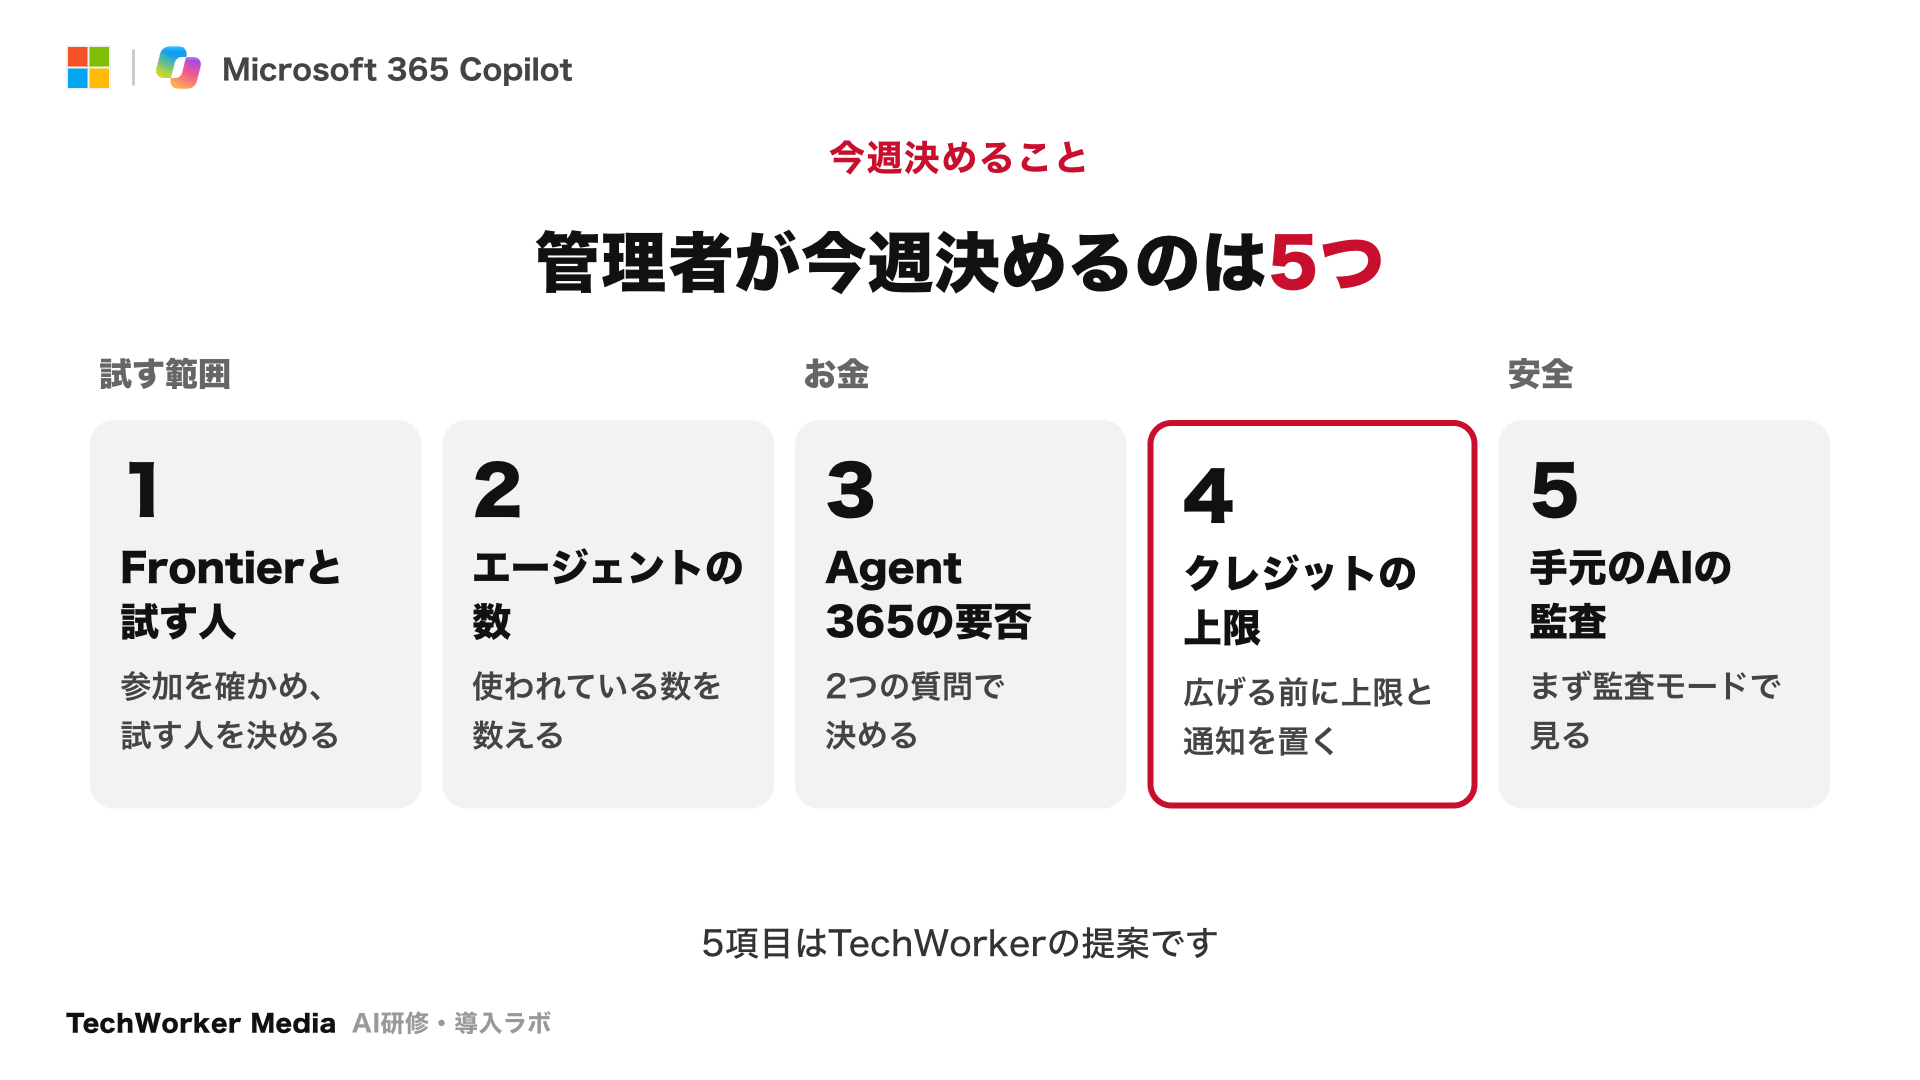 Microsoft 365 Copilot
今週決めること
管理者が今週決めるのは5つ
試す範囲
お金
安全
1
Frontierと
試す人
参加を確かめ、
試す人を決める
2
エージェントの
数
使われている数を
数える
3
Agent
365の要否
2つの質問で
決める
4
クレジットの
上限
広げる前に上限と
通知を置く
5
手元のAIの
監査
まず監査モードで
見る
5項目はTechWorkerの提案です
TechWorker Media AI研修・導入ラボ